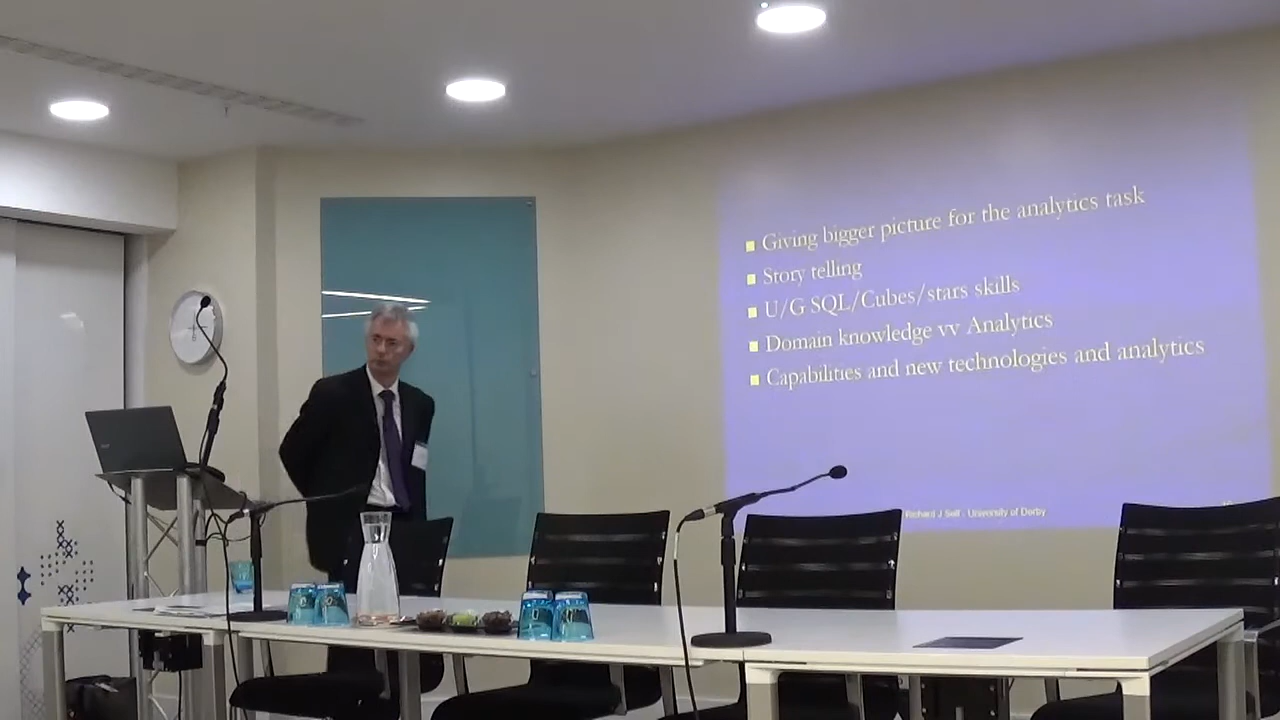 Giving bigger picture for the analytics task
Story telling
U/G SQL/Cubes/stars skills
Domain knowledge vv Analytics
Capabilities and new technologies and analytics
Richard J Self - University of Derby